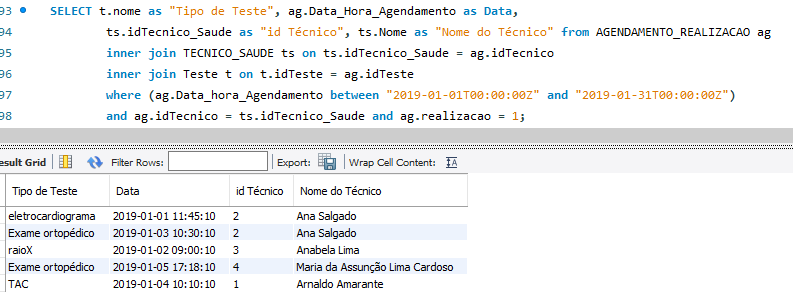 93 SELECT t.nome as "Tipo de Teste", ag.Data_Hora_Agendamento as Data,
94 ts.idTecnico_Saude as "id Técnico", ts.Nome as "Nome do Técnico" from AGENDAMENTO_REALIZACAO ag
95 inner join TECNICO_SAUDE ts on ts.idTecnico_Saude = ag.idTecnico
96 inner join Teste t on t.idTeste = ag.idTeste
97 where (ag.Data_hora_Agendamento between "2019-01-01T00:00:00Z" and "2019-01-31T00:00:00Z")
98 and ag.idTecnico = ts.idTecnico_Saude and ag.realizacao = 1;
esult Grid Filter Rows: Export: Wrap Cell Content:
Tipo de Teste Data id Técnico Nome do Técnico
eletrocardiograma 2019-01-01 11:45:10 2 Ana Salgado
Exame ortopédico 2019-01-03 10:30:10 2 Ana Salgado
raioX 2019-01-02 09:00:10 3 Anabela Lima
Exame ortopédico 2019-01-05 17:18:10 4 Maria da Assunção Lima Cardoso
TAC 2019-01-04 10:10:10 1 Arnaldo Amarante